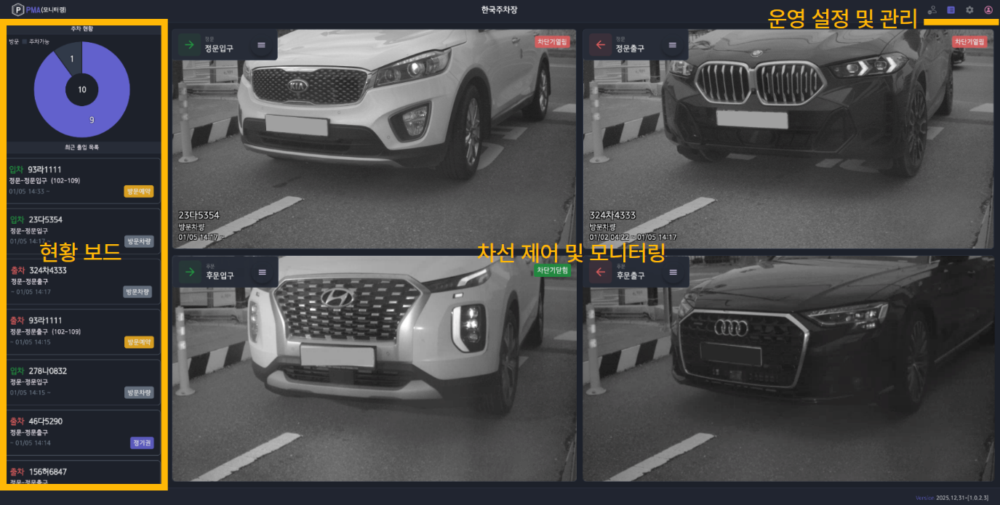 PMA(모니터링)
한국주차장
운영 설정 및 관리
주차 현황
방문 주차가능
1
10
9
최근 출입 목록
입차 93라1111
정문-정문입구 (102-109)
01/05 14:33 ~
방문예약
입차 23다5354
정문-정문입구
01/05 14:17 ~
방문차량
현황 보드
출차 324차4333
정문-정문출구
~ 01/05 14:17
방문차량
출차 93라1111
정문-정문출구 (102-109)
~ 01/05 14:15
방문예약
입차 278나0832
정문-정문입구
01/05 14:15 ~
방문차량
출차 46다5290
정문-정문출구
~ 01/05 14:14
정기권
출차 156허6847
정문-정문출구
정문
정문입구
차단기열림
KIA
23다5354
방문차량
01/05 14:17 ~
정문
정문출구
차단기열림
324차4333
방문차량
01/02 04:22 ~ 01/05 14:17
차선 제어 및 모니터링
후문
후문입구
차단기닫힘
후문
후문출구
Version 2025.12.31-[1.0.2.3]